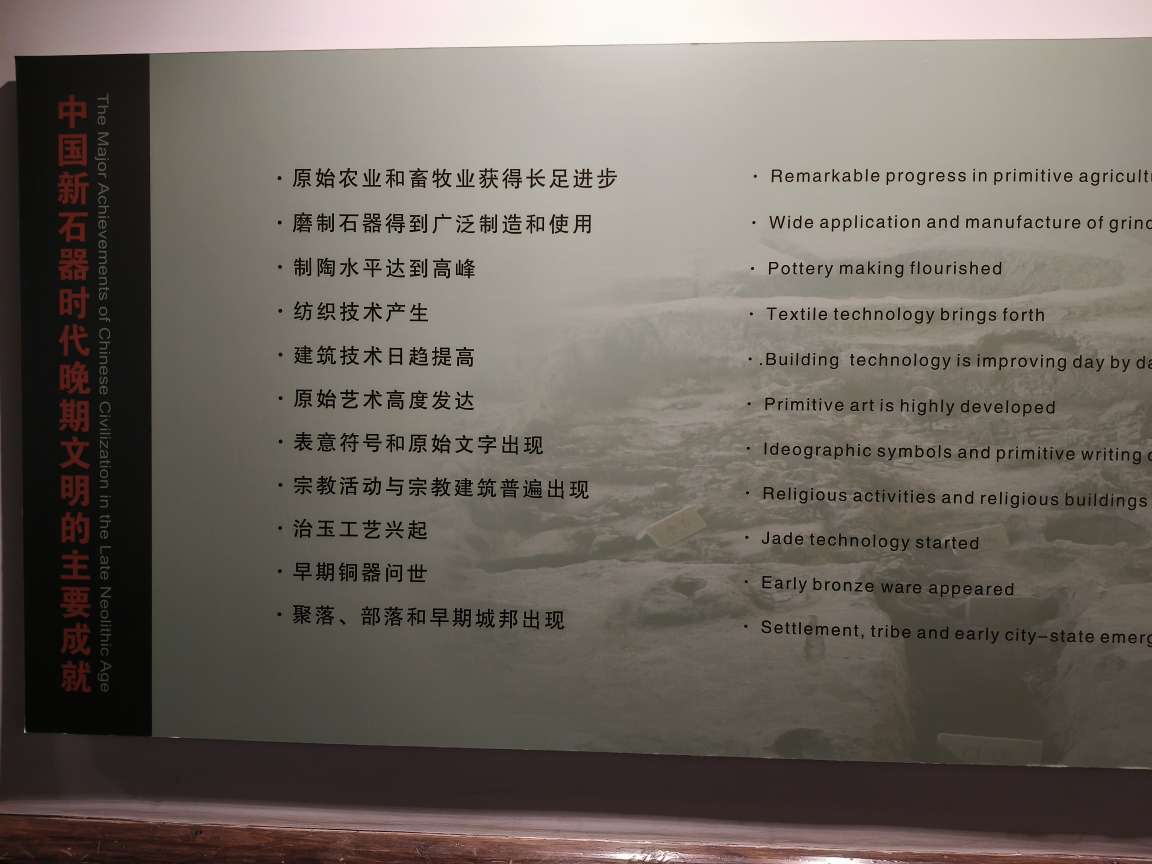 中国新石器时代晚期文明的主要成就
The Major Achievements of Chinese Civilization in the Late Neolithic Age
· 原始农业和畜牧业获得长足进步
· 磨制石器得到广泛制造和使用
· 制陶水平达到高峰
· 纺织技术产生
· 建筑技术日趋提高
· 原始艺术高度发达
· 表意符号和原始文字出现
· 宗教活动与宗教建筑普遍出现
· 治玉工艺兴起
· 早期铜器问世
· 聚落、部落和早期城邦出现
· Remarkable progress in primitive
· Wide application and manufacture of
· Pottery making flourished
· Textile technology brings forth
· .Building technology is improving day by
· Primitive art is highly developed
· Ideographic symbols and primitive writing
· Religious activities and religious buildings
· Jade technology started
· Early bronze ware appeared
· Settlement, tribe and early city-state